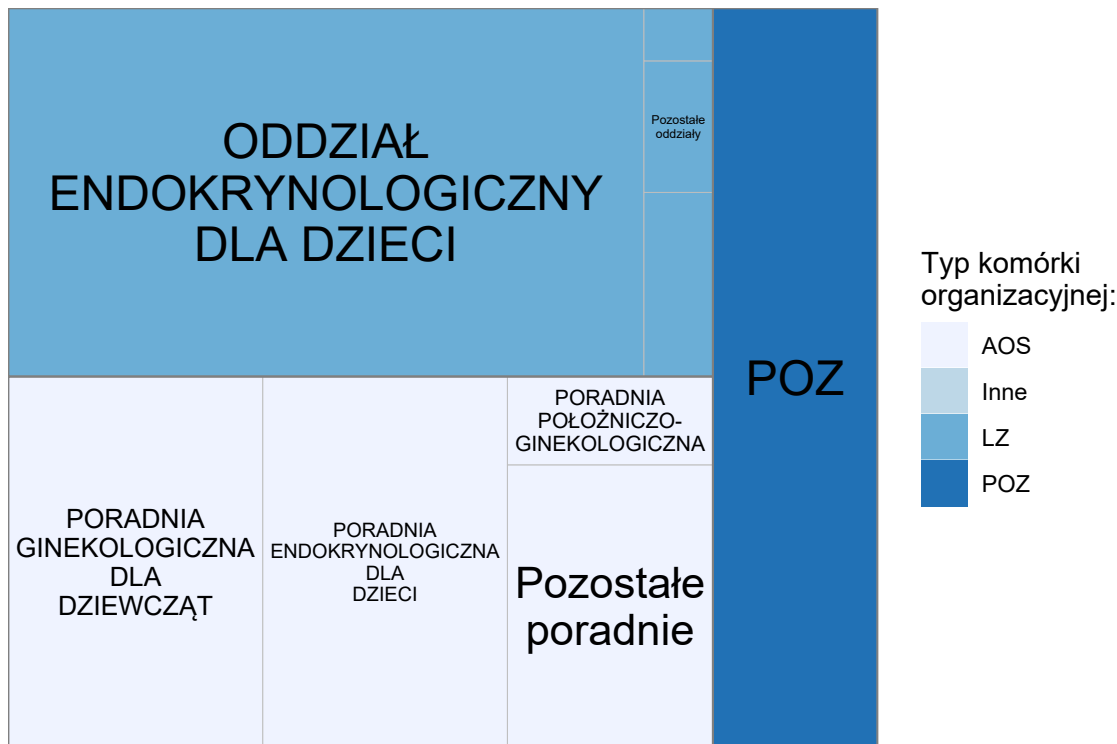 ODDZIAŁ
ENDOKRYNOLOGICZNY
DLA DZIECI
Pozostałe
oddziały
POZ
PORADNIA
GINEKOLOGICZNA
DLA
DZIEWCZĄT
PORADNIA
ENDOKRYNOLOGICZNA
DLA
DZIECI
PORADNIA
POŁOŻNICZO-
GINEKOLOGICZNA
Pozostałe
poradnie
Typ komórki
organizacyjnej:
AOS
Inne
LZ
POZ